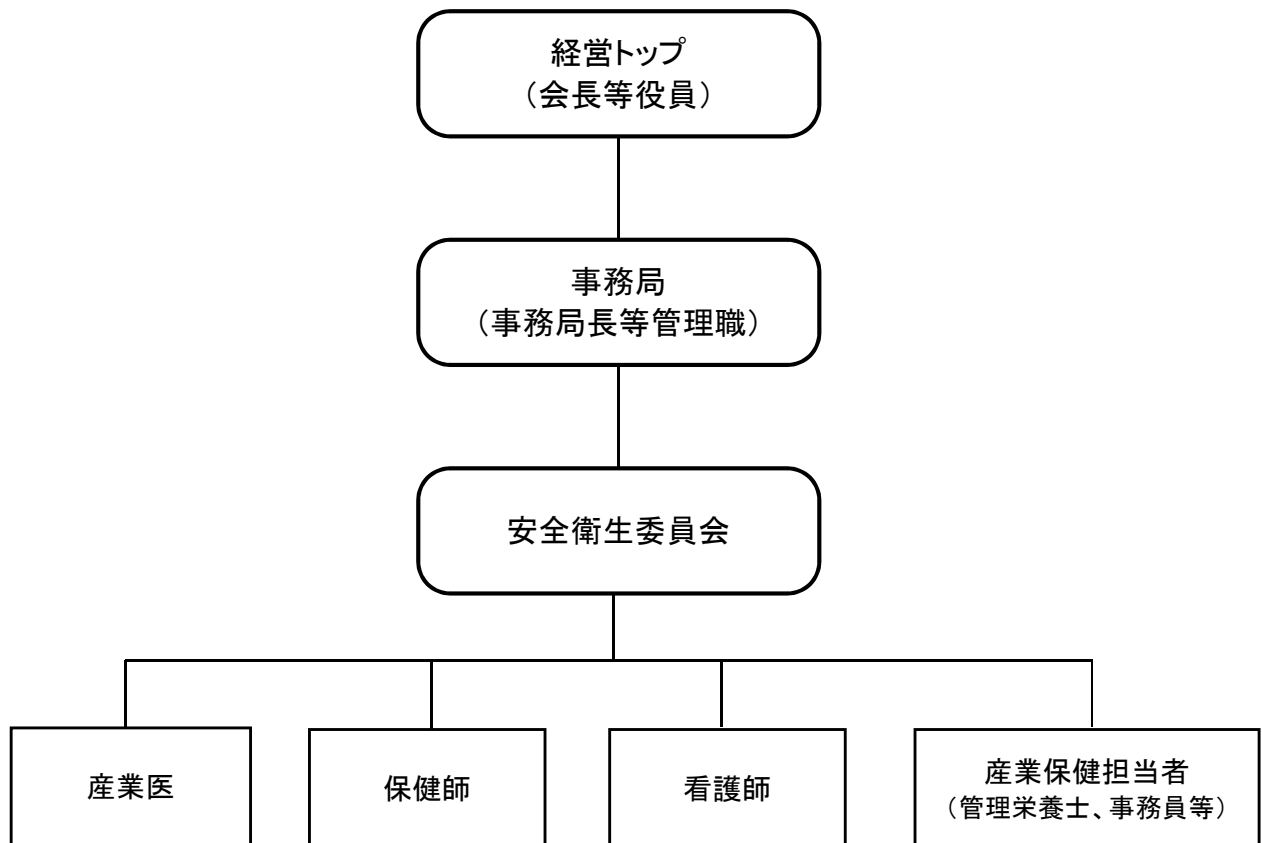 経営トップ
（会長等役員）
事務局
（事務局長等管理職）
安全衛生委員会
産業医
保健師
看護師
産業保健担当者
（管理栄養士、事務員等）